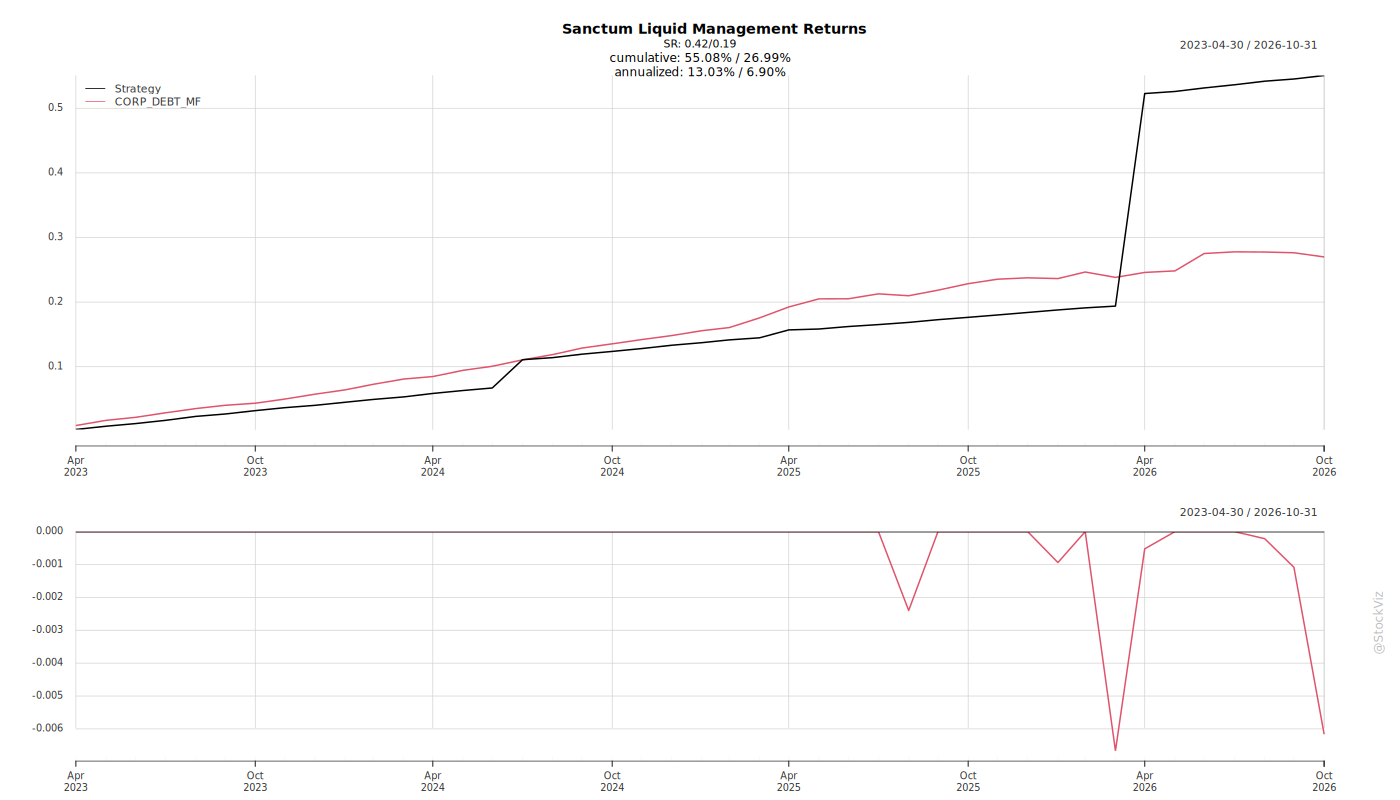 Sanctum Liquid Management Returns
SR: 0.42/0.19
cumulative: 55.08% / 26.99%
annualized: 13.03% / 6.90%
2023-04-30 / 2026-10-31
Strategy
CORP_DEBT_MF
0.5
0.4
0.3
0.2
0.1
Apr Oct Apr Oct Apr Oct Apr Oct
2023 2023 2024 2024 2025 2025 2026 2026
2023-04-30 / 2026-10-31
0.000
-0.001
-0.002
-0.003
-0.004
-0.005
-0.006
Apr Oct Apr Oct Apr Oct Apr Oct
2023 2023 2024 2024 2025 2025 2026 2026
@StockViz